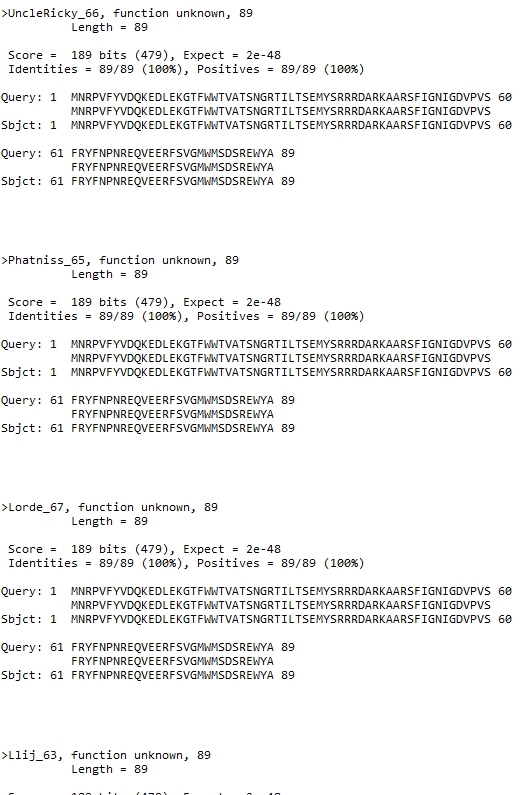 >UncleRicky_66, function unknown, 89
Length = 89
Score = 189 bits (479), Expect = 2e-48
Identities = 89/89 (100%), Positives = 89/89 (100%)
Query: 1 MNRPVFYVDQKEDLEKGTFWWTVATSNGRTILTSEMYSRRRDARKAARSFIGNIGDVPVS 60
MNRPVFYVDQKEDLEKGTFWWTVATSNGRTILTSEMYSRRRDARKAARSFIGNIGDVPVS
Sbjct: 1 MNRPVFYVDQKEDLEKGTFWWTVATSNGRTILTSEMYSRRRDARKAARSFIGNIGDVPVS 60
Query: 61 FRYFNPNREQVEERFSVGMWMSDSREWYA 89
FRYFNPNREQVEERFSVGMWMSDSREWYA
Sbjct: 61 FRYFNPNREQVEERFSVGMWMSDSREWYA 89
>Phatniss_65, function unknown, 89
Length = 89
Score = 189 bits (479), Expect = 2e-48
Identities = 89/89 (100%), Positives = 89/89 (100%)
Query: 1 MNRPVFYVDQKEDLEKGTFWWTVATSNGRTILTSEMYSRRRDARKAARSFIGNIGDVPVS 60
MNRPVFYVDQKEDLEKGTFWWTVATSNGRTILTSEMYSRRRDARKAARSFIGNIGDVPVS
Sbjct: 1 MNRPVFYVDQKEDLEKGTFWWTVATSNGRTILTSEMYSRRRDARKAARSFIGNIGDVPVS 60
Query: 61 FRYFNPNREQVEERFSVGMWMSDSREWYA 89
FRYFNPNREQVEERFSVGMWMSDSREWYA
Sbjct: 61 FRYFNPNREQVEERFSVGMWMSDSREWYA 89
>Lorde_67, function unknown, 89
Length = 89
Score = 189 bits (479), Expect = 2e-48
Identities = 89/89 (100%), Positives = 89/89 (100%)
Query: 1 MNRPVFYVDQKEDLEKGTFWWTVATSNGRTILTSEMYSRRRDARKAARSFIGNIGDVPVS 60
MNRPVFYVDQKEDLEKGTFWWTVATSNGRTILTSEMYSRRRDARKAARSFIGNIGDVPVS
Sbjct: 1 MNRPVFYVDQKEDLEKGTFWWTVATSNGRTILTSEMYSRRRDARKAARSFIGNIGDVPVS 60
Query: 61 FRYFNPNREQVEERFSVGMWMSDSREWYA 89
FRYFNPNREQVEERFSVGMWMSDSREWYA
Sbjct: 61 FRYFNPNREQVEERFSVGMWMSDSREWYA 89
>Llij_63, function unknown, 89
Length = 89